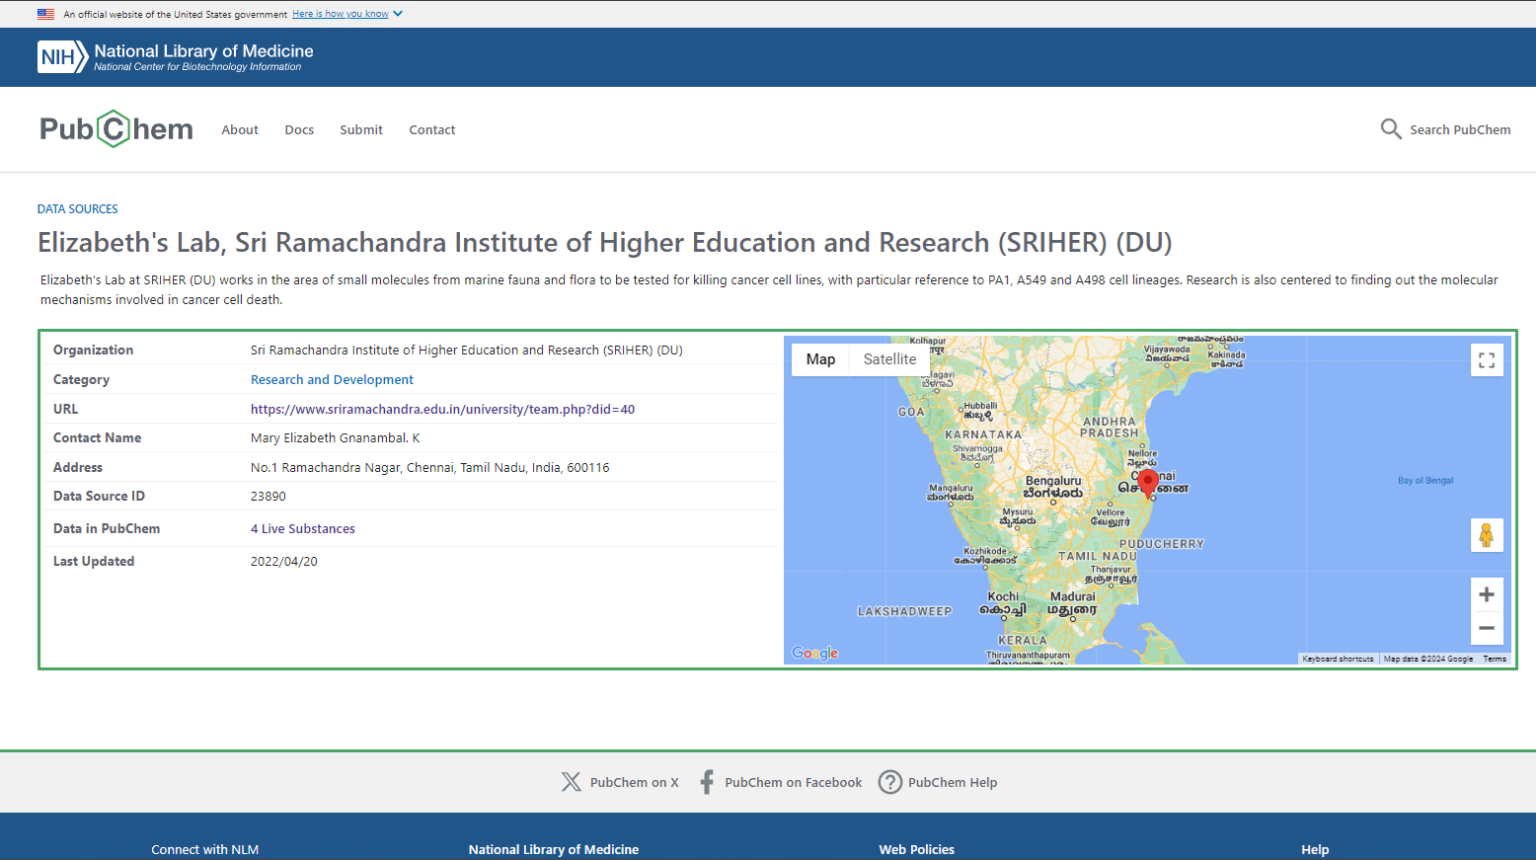 An official website of the United States government Here is how you know
NIH National Library of Medicine
National Center for Biotechnology Information
PubChem About Docs Submit Contact Search PubChem
DATA SOURCES
Elizabeth's Lab, Sri Ramachandra Institute of Higher Education and Research (SRIHER) (DU)
Elizabeth's Lab at SRIHER (DU) works in the area of small molecules from marine fauna and flora to be tested for killing cancer cell lines, with particular reference to PA1, A549 and A498 cell lineages. Research is also centered to finding out the molecular
mechanisms involved in cancer cell death.
Organization Sri Ramachandra Institute of Higher Education and Research (SRIHER) (DU)
Category Research and Development
URL https://www.sriramachandra.edu.in/university/team.php?did=40
Contact Name Mary Elizabeth Gnanambal. K
Address No.1 Ramachandra Nagar, Chennai, Tamil Nadu, India, 600116
Data Source ID 23890
Data in PubChem 4 Live Substances
Last Updated 2022/04/20
Map Satellite
Kolhapur
Vijayawada
విజయవాడ
Kakinada
కాకినాడ
ಬೆಳಗಾವಿ
GOA
Hubballi
ಹುಬ್ಬಳ್ಳಿ
KARNATAKA
ANDHRA
PRADESH
Shivamogga
ಶಿವಮೊಗ್ಗ
Nellore
నెల్లూరు
Bengaluru
ಬೆಂಗಳೂರು
Mangaluru
ಮಂಗಳೂರು
Mysuru
ಮೈಸೂರು
Vellore
வேலூர்
Bay of Bengal
PUDUCHERRY
Kozhikode
കോഴിക്കോട്
TAMIL NADU
Thanjavur
தஞ்சாவூர்
Kochi
കൊച്ചി
Madurai
மதுரை
LAKSHADWEEP
KERALA
Thiruvananthapuram
Google
Keyboard shortcuts Map data ©2024 Google Terms
PubChem on X PubChem on Facebook PubChem Help
Connect with NLM National Library of Medicine Web Policies Help